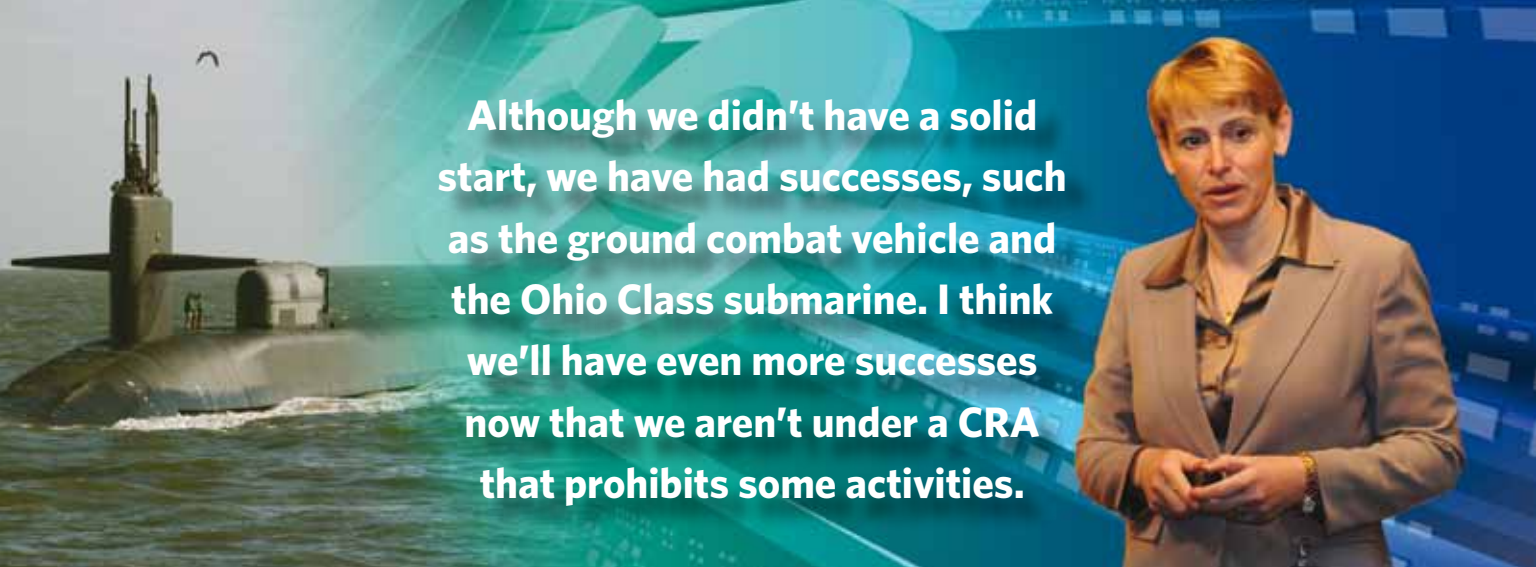 Although we didn't have a solid
start, we have had successes, such
as the ground combat vehicle and
the Ohio Class submarine. I think
we'll have even more successes
now that we aren't under a CRA
that prohibits some activities.